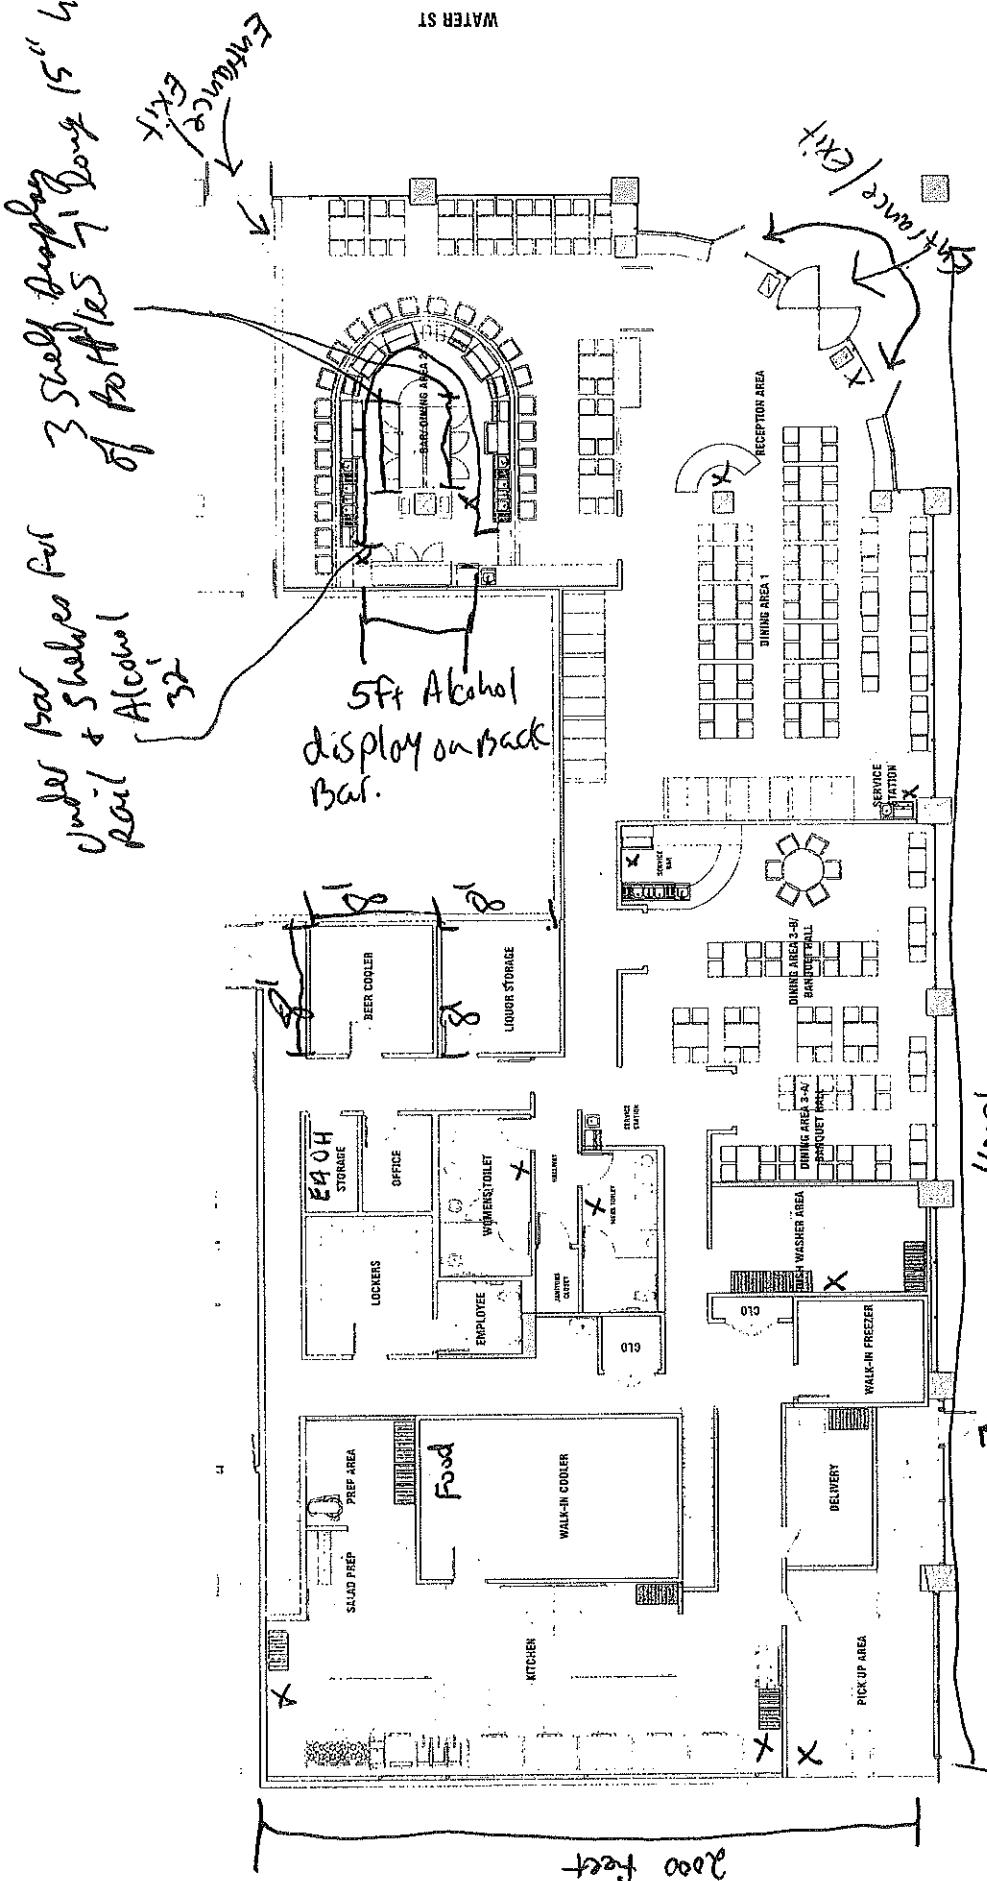 WATER ST
Entrance
Exit
3 Shelf Display
of Bottles 7' Long 15"
Under Bar
Rail + Shelves for
Alcohol
32'
5Ft Alcohol
display on Back
Bar.
Entrance/Exit
BAR/DINING AREA 2
RECEPTION AREA
DINING AREA 1
SERVICE
STATION
SERVICE
BAR
DINING AREA 3-B/
BANQUET HALL
DINING AREA 3-A/
BANQUET HALL
8'
8'
8'
8'
BEER COOLER
LIQUOR STORAGE
STORAGE
OFFICE
WOMENS TOILET
HALLWAY
SERVICE
STATION
MENS TOILET
LOCKERS
EMPLOYEE
JANITORS
CLOSET
CLO
CLO
DISH WASHER AREA
WALK-IN FREEZER
PREP AREA
SALAD PREP
Food
WALK-IN COOLER
DELIVERY
KITCHEN
PICK UP AREA
2000 Feet